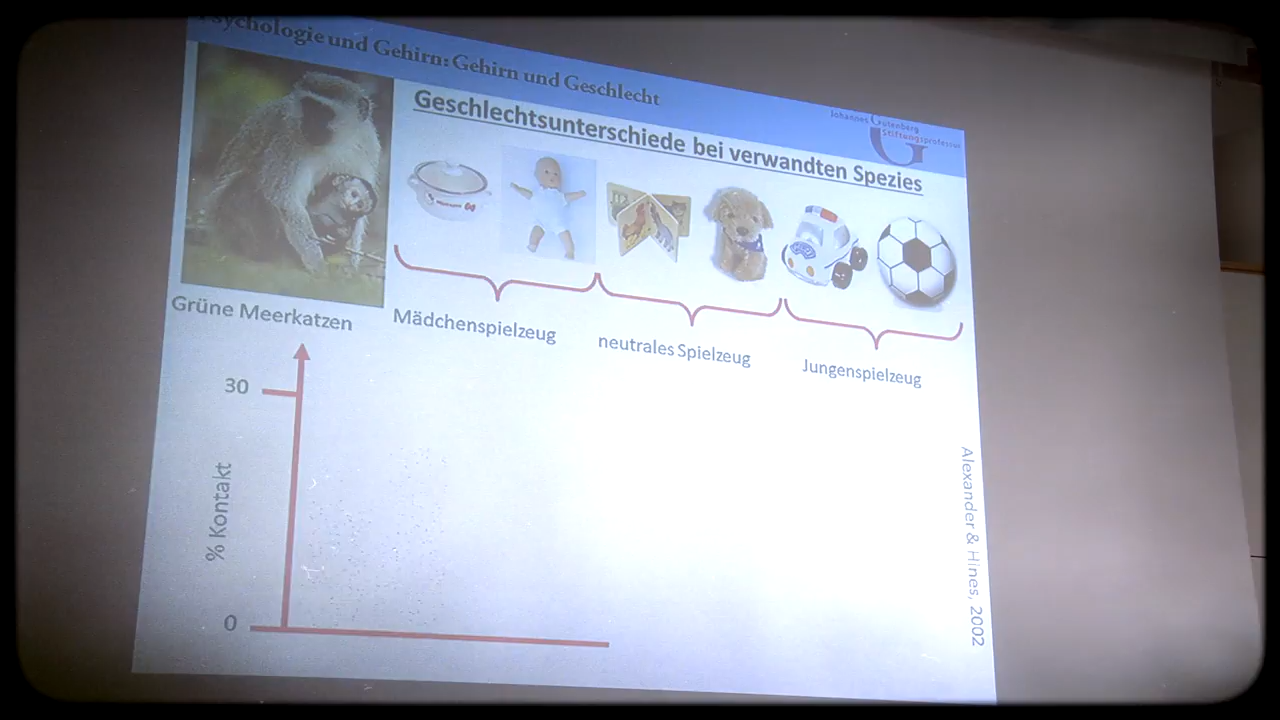 Psychologie und Gehirn: Gehirn und Geschlecht
Johannes Gutenberg
Stiftungsprofessur
G
Geschlechtsunterschiede bei verwandten Spezies
Grüne Meerkatzen
Mädchenspielzeug
neutrales Spielzeug
Jungenspielzeug
30
% Kontakt
0
Alexander & Hines, 2002